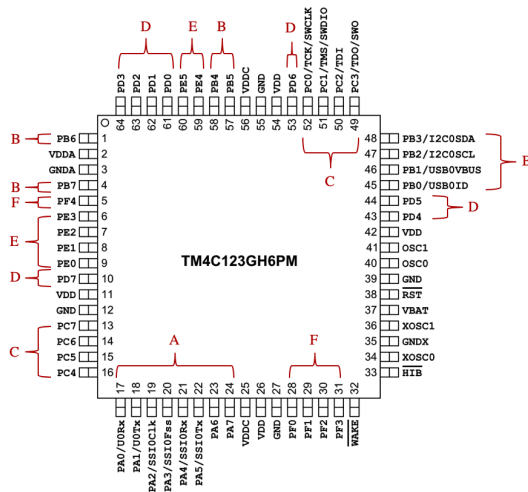 D
E
B
D
PD3
PD2
PD1
PD0
PE5
PE4
PB4
PB5
VDDC
GND
VDD
PD6
PC0/TCK/SWCLK
PC1/TMS/SWDIO
PC2/TDI
PC3/TDO/SWO
64
63
62
61
60
59
58
57
56
55
54
53
52
51
50
49
C
B
PB6
1
VDDA
2
GNDA
3
B
PB7
4
F
PF4
5
E
PE3
6
PE2
7
PE1
8
PE0
9
D
PD7
10
VDD
11
GND
12
C
PC7
13
PC6
14
PC5
15
PC4
16
TM4C123GH6PM
48
PB3/I2C0SDA
47
PB2/I2C0SCL
46
PB1/USB0VBUS
45
PB0/USB0ID
B
44
PD5
43
PD4
D
42
VDD
41
OSC1
40
OSC0
39
GND
38
RST
37
VBAT
36
XOSC1
35
GNDX
34
XOSC0
33
HIB
A
F
17
18
19
20
21
22
23
24
25
26
27
28
29
30
31
32
PA0/U0Rx
PA1/U0Tx
PA2/SSI0Clk
PA3/SSI0Fss
PA4/SSI0Rx
PA5/SSI0Tx
PA6
PA7
VDDC
VDD
GND
PF0
PF1
PF2
PF3
WAKE